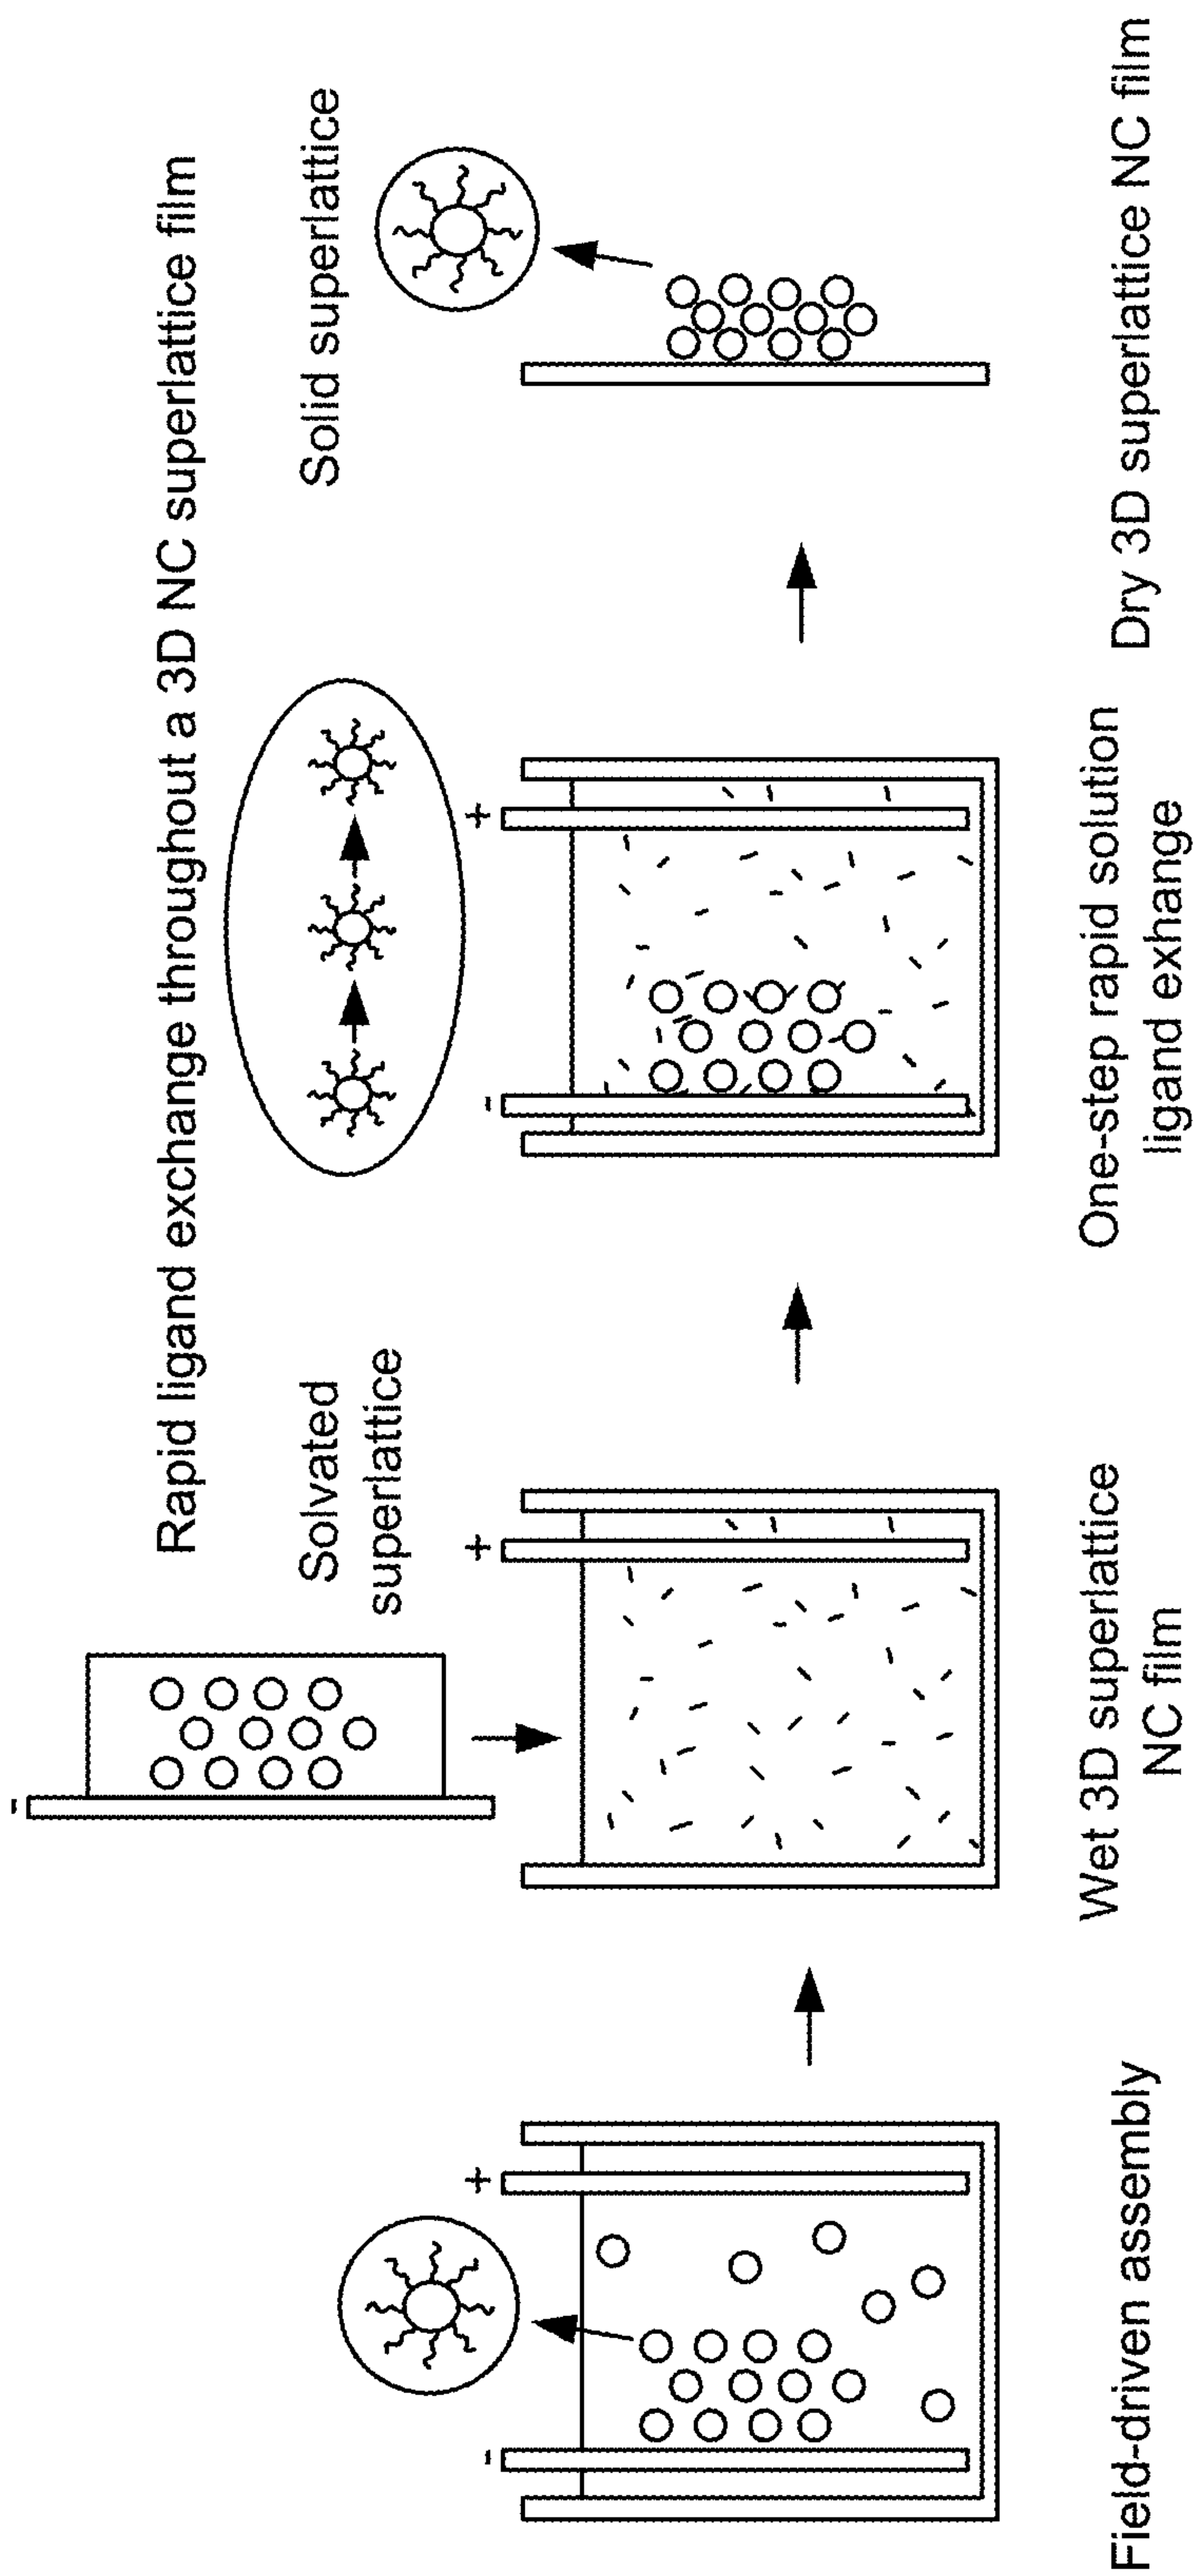 Rapid ligand exchange throughout a 3D NC superlattice film
Solvated
superlattice
Solid superlattice
-
+
-
+
-
+
Field-driven assembly
Wet 3D superlattice
NC film
One-step rapid solution
ligand exhange
Dry 3D superlattice NC film